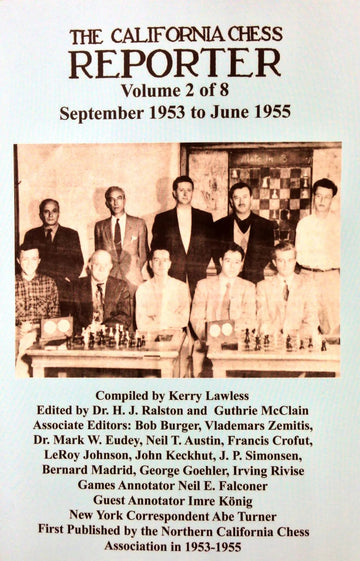 THE CALIFORNIA CHESS
REPORTER
Volume 2 of 8
September 1953 to June 1955
Mate in 3
Compiled by Kerry Lawless
Edited by Dr. H. J. Ralston and Guthrie McClain
Associate Editors: Bob Burger, Vlademars Zemitis,
Dr. Mark W. Eudey, Neil T. Austin, Francis Crofut,
LeRoy Johnson, John Keckhut, J. P. Simonsen,
Bernard Madrid, George Goehler, Irving Rivise
Games Annotator Neil E. Falconer
Guest Annotator Imre König
New York Correspondent Abe Turner
First Published by the Northern California Chess
Association in 1953-1955